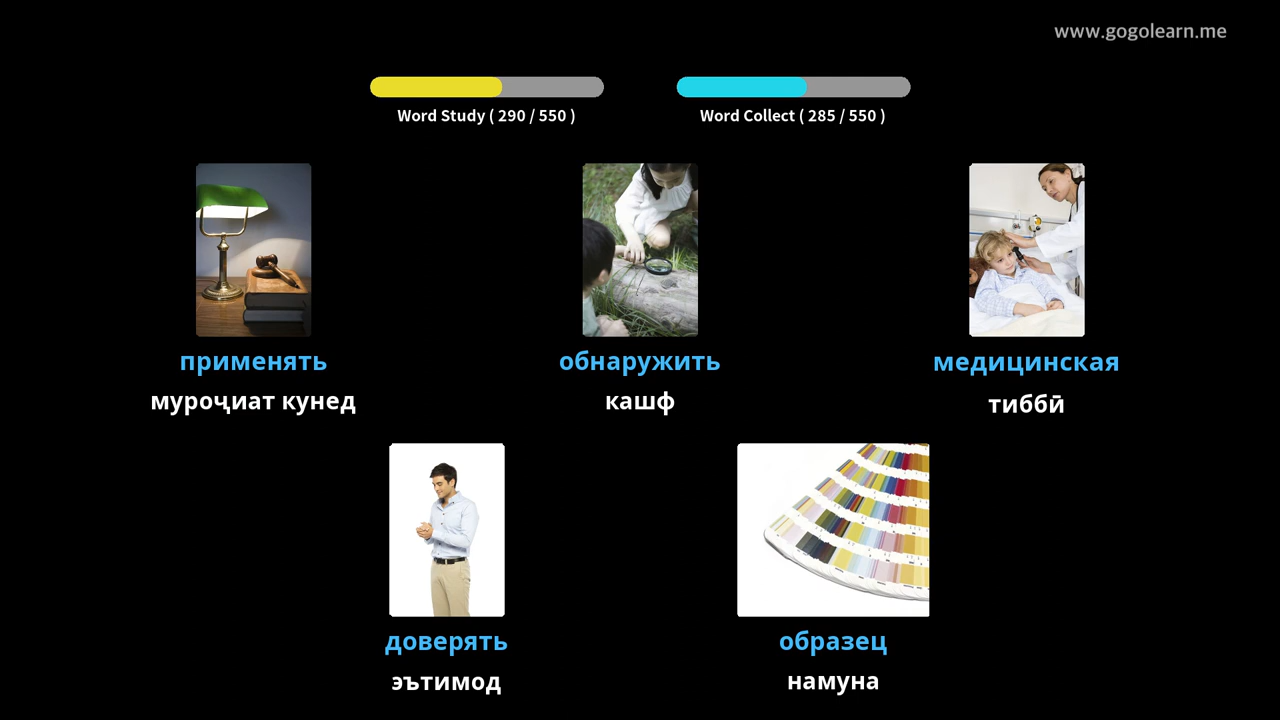 www.gogolearn.me
Word Study ( 290 / 550 )
Word Collect ( 285 / 550 )
применять
муроҷиат кунед
обнаружить
кашф
медицинская
тиббӣ
доверять
эътимод
образец
намуна